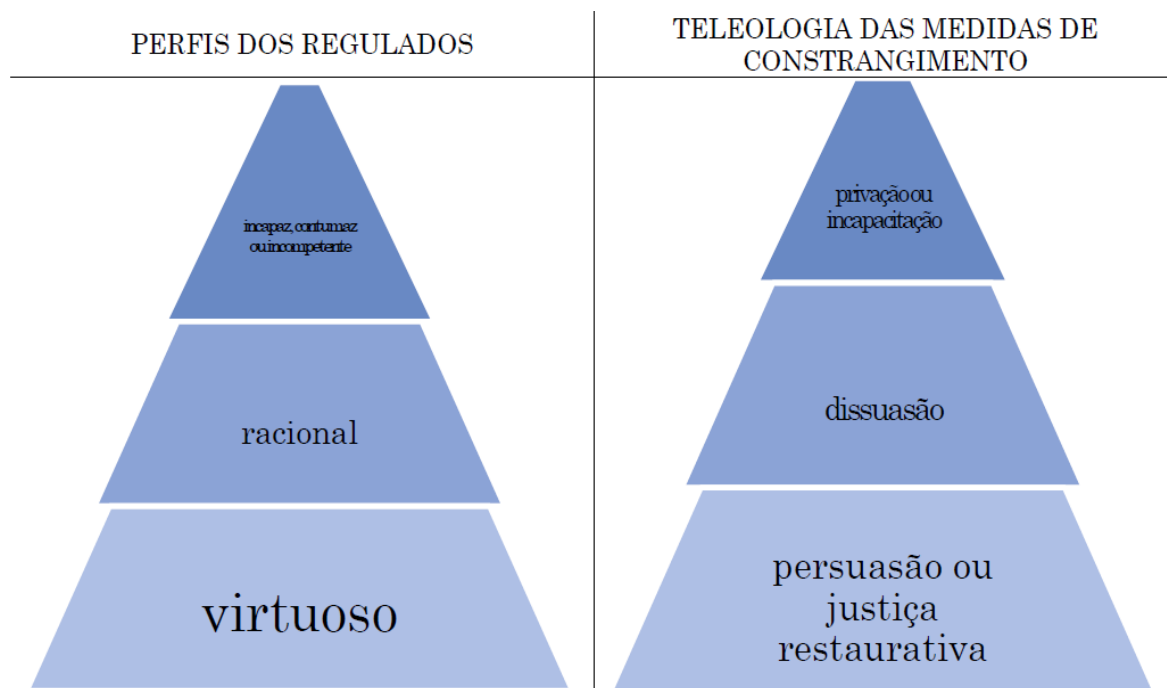 PERFIS DOS REGULADOS
TELEOLOGIA DAS MEDIDAS DE
CONSTRANGIMENTO
incapaz, contumaz
ou incompetente
racional
virtuoso
privação ou
incapacitação
dissuasão
persuasão ou
justiça
restaurativa